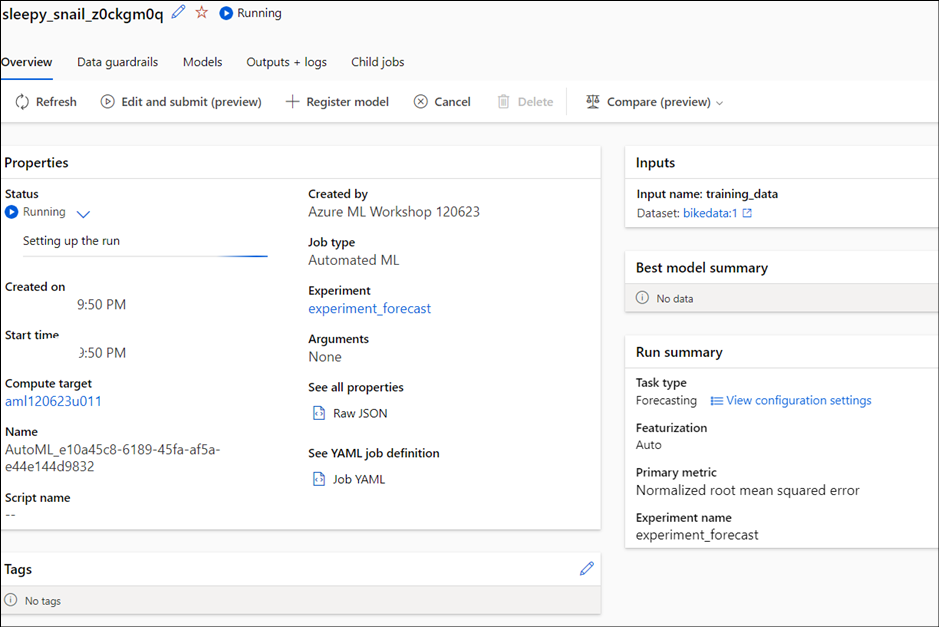 sleepy_snail_z0ckgm0q Running
Overview Data guardrails Models Outputs + logs Child jobs
Refresh Edit and submit (preview) Register model Cancel Delete Compare (preview)
Properties
Status
Running
Setting up the run
Created on
9:50 PM
Start time
9:50 PM
Compute target
aml120623u011
Name
AutoML_e10a45c8-6189-45fa-af5a-
e44e144d9832
Script name
--
Created by
Azure ML Workshop 120623
Job type
Automated ML
Experiment
experiment_forecast
Arguments
None
See all properties
Raw JSON
See YAML job definition
Job YAML
Tags
No tags
Inputs
Input name: training_data
Dataset: bikedata:1
Best model summary
No data
Run summary
Task type
Forecasting View configuration settings
Featurization
Auto
Primary metric
Normalized root mean squared error
Experiment name
experiment_forecast